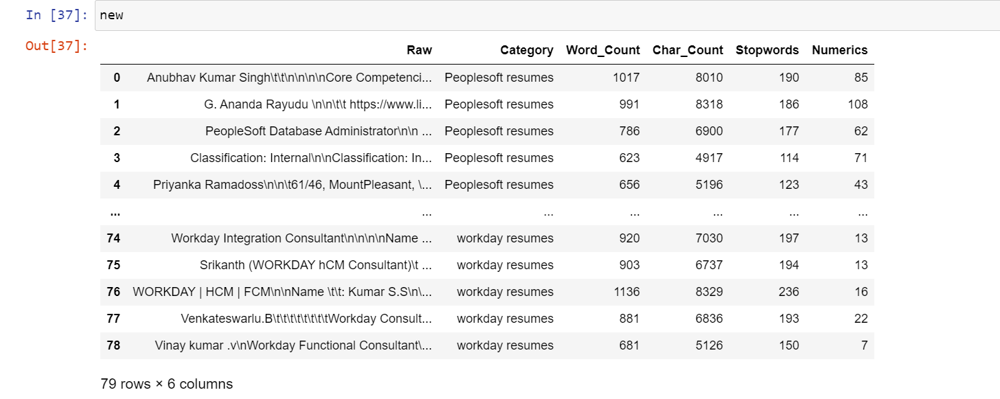 In [37]: new
Out[37]:
Raw Category Word_Count Char_Count Stopwords Numerics
0 Anubhav Kumar Singh\t\t\n\n\n\nCore Competenci... Peoplesoft resumes 1017 8010 190 85
1 G. Ananda Rayudu \n\n\t\t https://www.li... Peoplesoft resumes 991 8318 186 108
2 PeopleSoft Database Administrator\n\n ... Peoplesoft resumes 786 6900 177 62
3 Classification: Internal\n\nClassification: In... Peoplesoft resumes 623 4917 114 71
4 Priyanka Ramadoss\n\n\t61/46, MountPleasant, \... Peoplesoft resumes 656 5196 123 43
... ... ... ... ... ... ...
74 Workday Integration Consultant\n\n\n\nName ... workday resumes 920 7030 197 13
75 Srikanth (WORKDAY hCM Consultant)\t ... workday resumes 903 6737 194 13
76 WORKDAY | HCM | FCM\n\nName \t\t: Kumar S.S\n\... workday resumes 1136 8329 236 16
77 Venkateswarlu.B\t\t\t\t\t\t\t\tWorkday Consult... workday resumes 881 6836 193 22
78 Vinay kumar .v\nWorkday Functional Consultant\... workday resumes 681 5126 150 7
79 rows × 6 columns